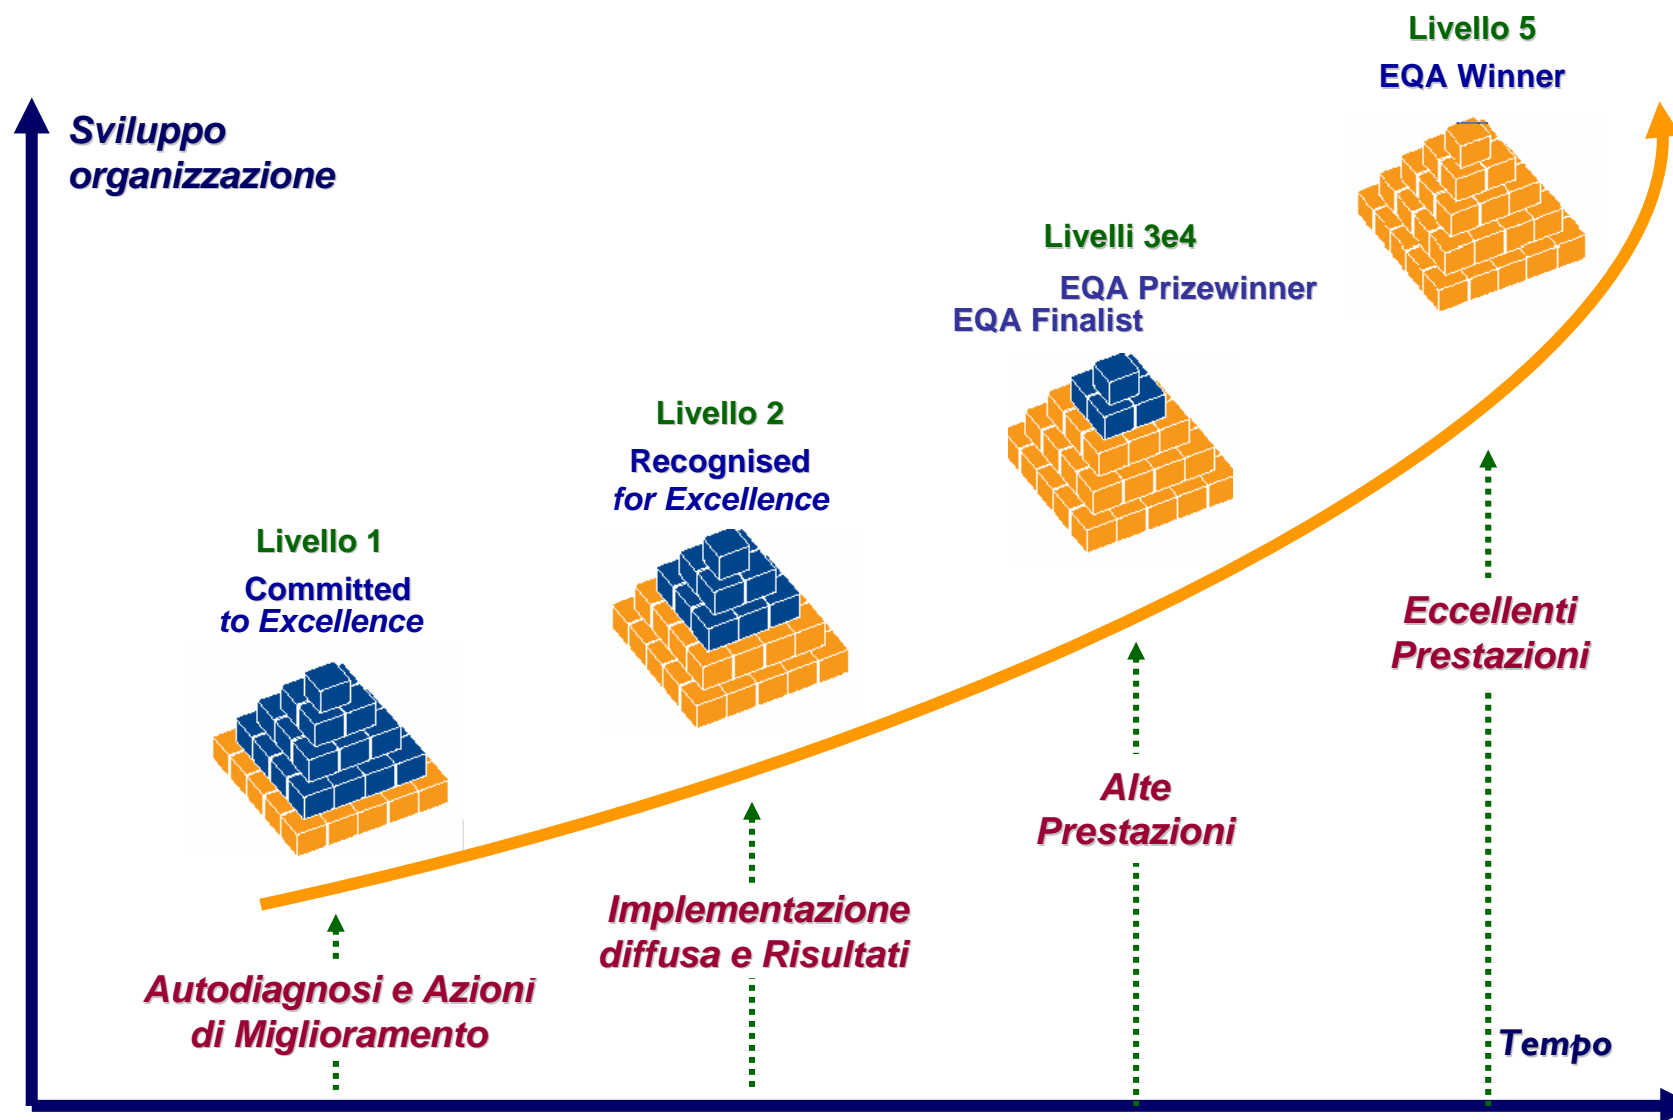 Livello 5
EQA Winner
Sviluppo
organizzazione
Livelli 3e4
EQA Prizewinner
EQA Finalist
Livello 2
Recognised
for Excellence
Livello 1
Committed
to Excellence
Eccellenti
Prestazioni
Alte
Prestazioni
Implementazione
diffusa e Risultati
Autodiagnosi e Azioni
di Miglioramento
Tempo